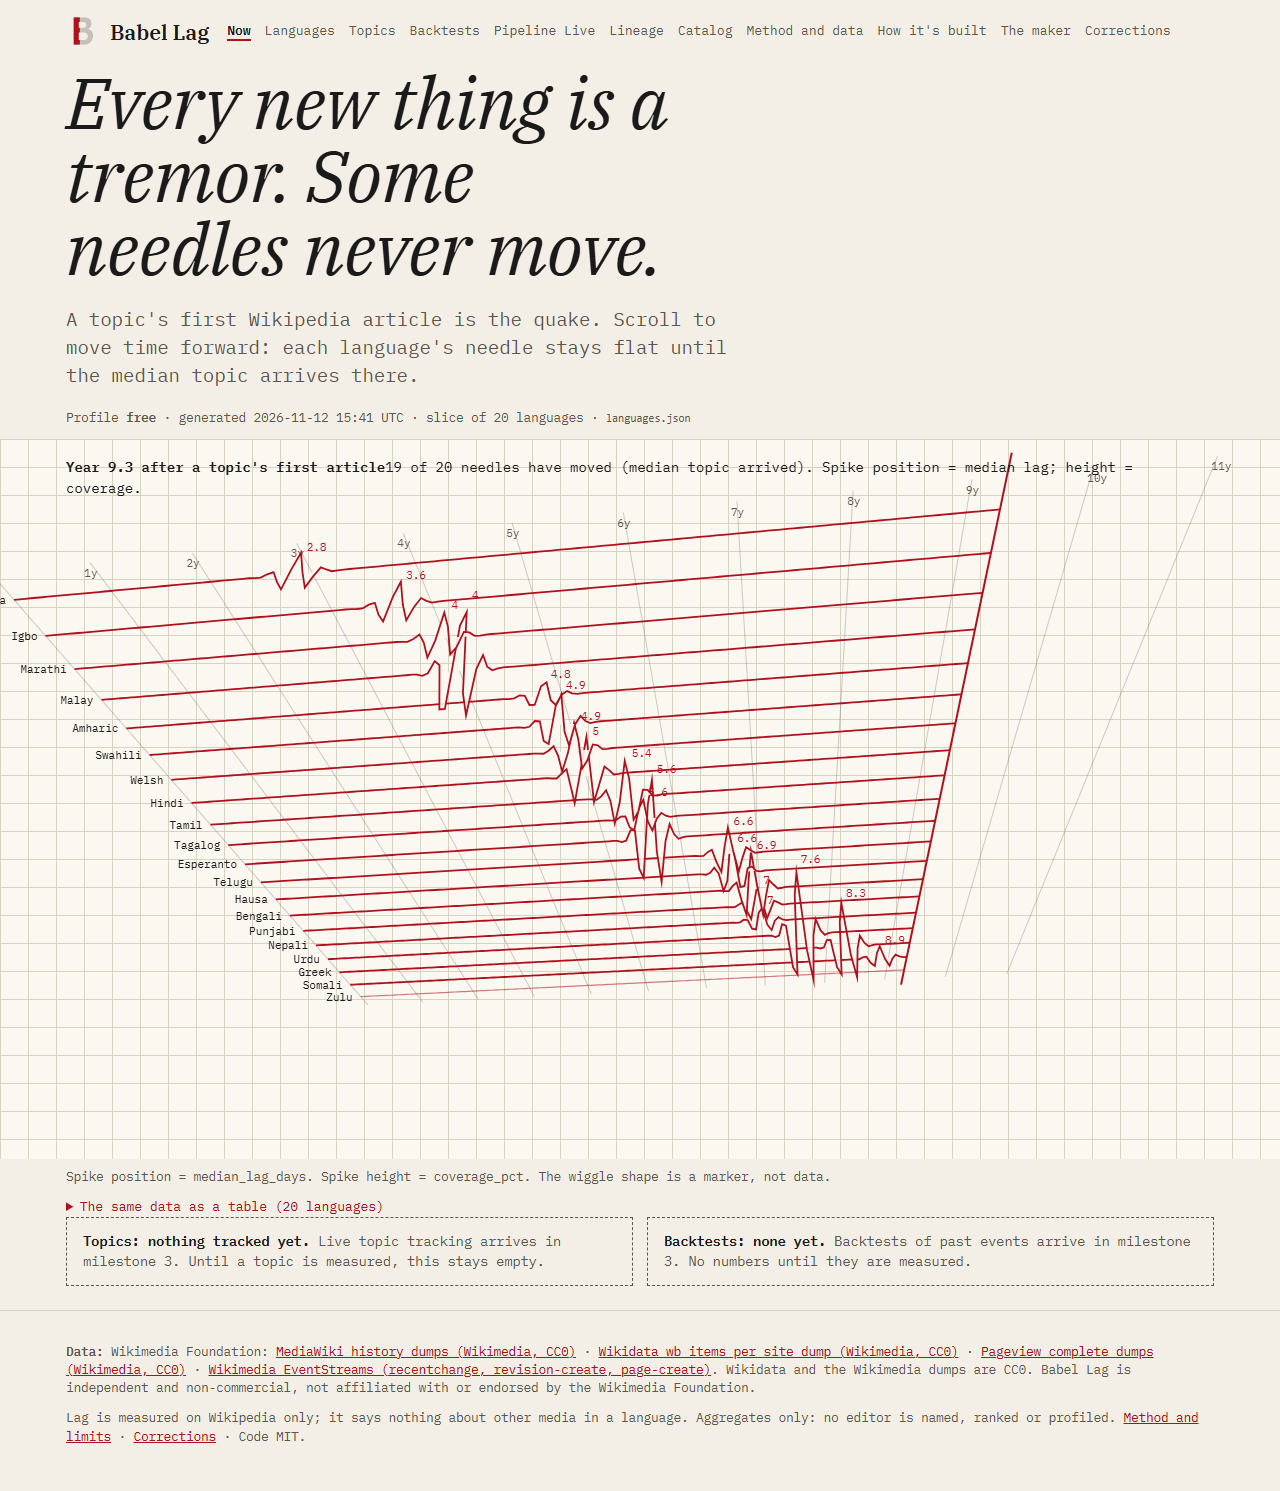 B Babel Lag Now Languages Topics Backtests Pipeline Live Lineage Catalog Method and data How it's built The maker Corrections
Every new thing is a
tremor. Some
needles never move.
A topic's first Wikipedia article is the quake. Scroll to
move time forward: each language's needle stays flat until
the median topic arrives there.
Profile free · generated 2026-11-12 15:41 UTC · slice of 20 languages · languages.json
Year 9.3 after a topic's first article19 of 20 needles have moved (median topic arrived). Spike position = median lag; height =
coverage.
1y
2y
3y
4y
5y
6y
7y
8y
9y
10y
11y
2.8
3.6
4
4
4.8
4.9
4.9
5
5.4
5.6
6.6
6.6
6.9
7
7
7.6
8.3
8.9
a
Igbo
Marathi
Malay
Amharic
Swahili
Welsh
Hindi
Tamil
Tagalog
Esperanto
Telugu
Hausa
Bengali
Punjabi
Nepali
Urdu
Greek
Somali
Zulu
Spike position = median_lag_days. Spike height = coverage_pct. The wiggle shape is a marker, not data.
▶ The same data as a table (20 languages)
Topics: nothing tracked yet. Live topic tracking arrives in
milestone 3. Until a topic is measured, this stays empty.
Backtests: none yet. Backtests of past events arrive in milestone
3. No numbers until they are measured.
Data: Wikimedia Foundation: MediaWiki history dumps (Wikimedia, CC0) · Wikidata wb items per site dump (Wikimedia, CC0) · Pageview complete dumps
(Wikimedia, CC0) · Wikimedia EventStreams (recentchange, revision-create, page-create). Wikidata and the Wikimedia dumps are CC0. Babel Lag is
independent and non-commercial, not affiliated with or endorsed by the Wikimedia Foundation.
Lag is measured on Wikipedia only; it says nothing about other media in a language. Aggregates only: no editor is named, ranked or profiled. Method and
limits · Corrections · Code MIT.